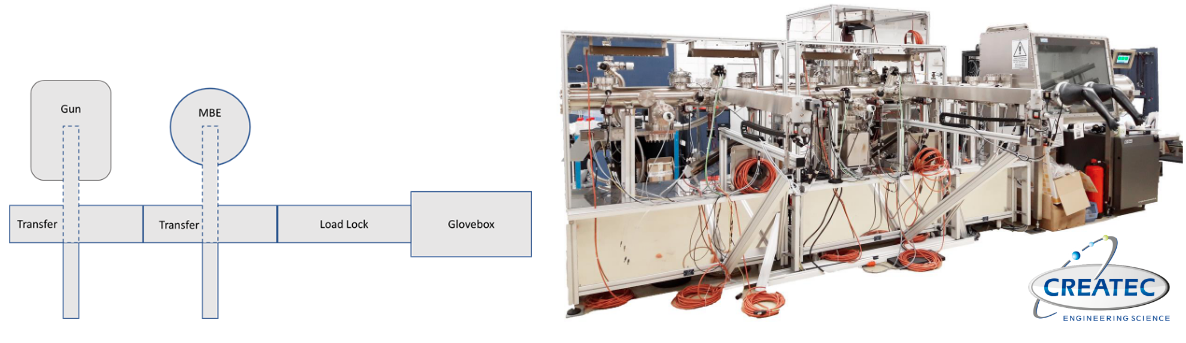 Gun
MBE
Transfer
Transfer
Load Lock
Glovebox
CREATEC
ENGINEERING SCIENCE